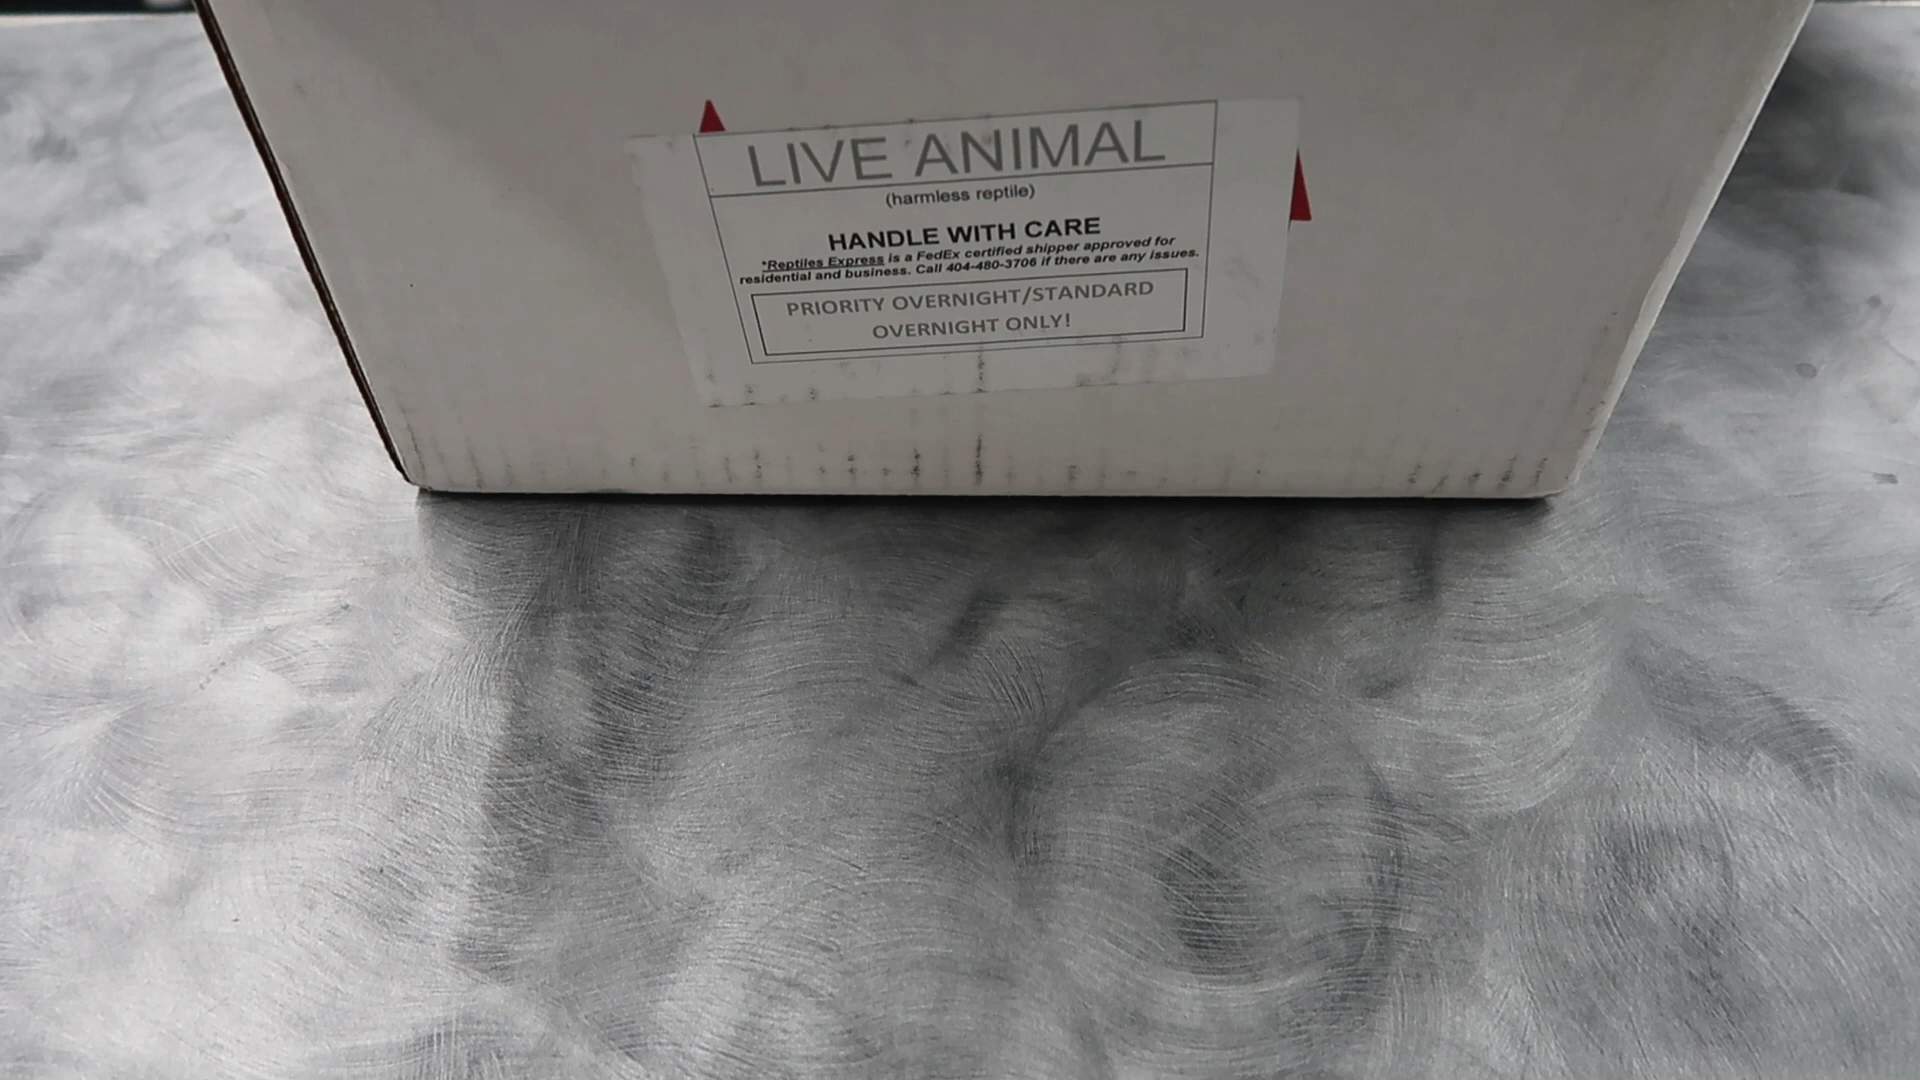 LIVE ANIMAL
(harmless reptile)
HANDLE WITH CARE
*Reptiles Express is a FedEx certified shipper approved for
residential and business. Call 404-480-3706 if there are any issues.
PRIORITY OVERNIGHT/STANDARD
OVERNIGHT ONLY!